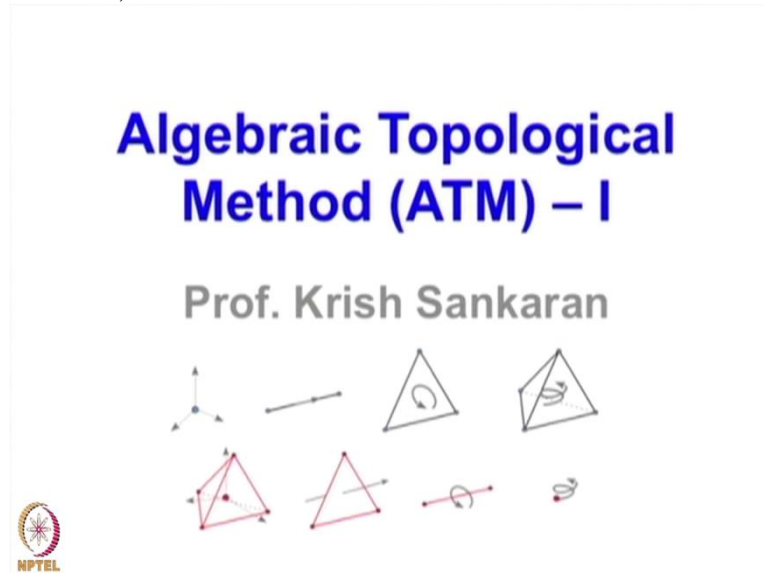 Algebraic Topological
Method (ATM) – I
Prof. Krish Sankaran
NPTEL